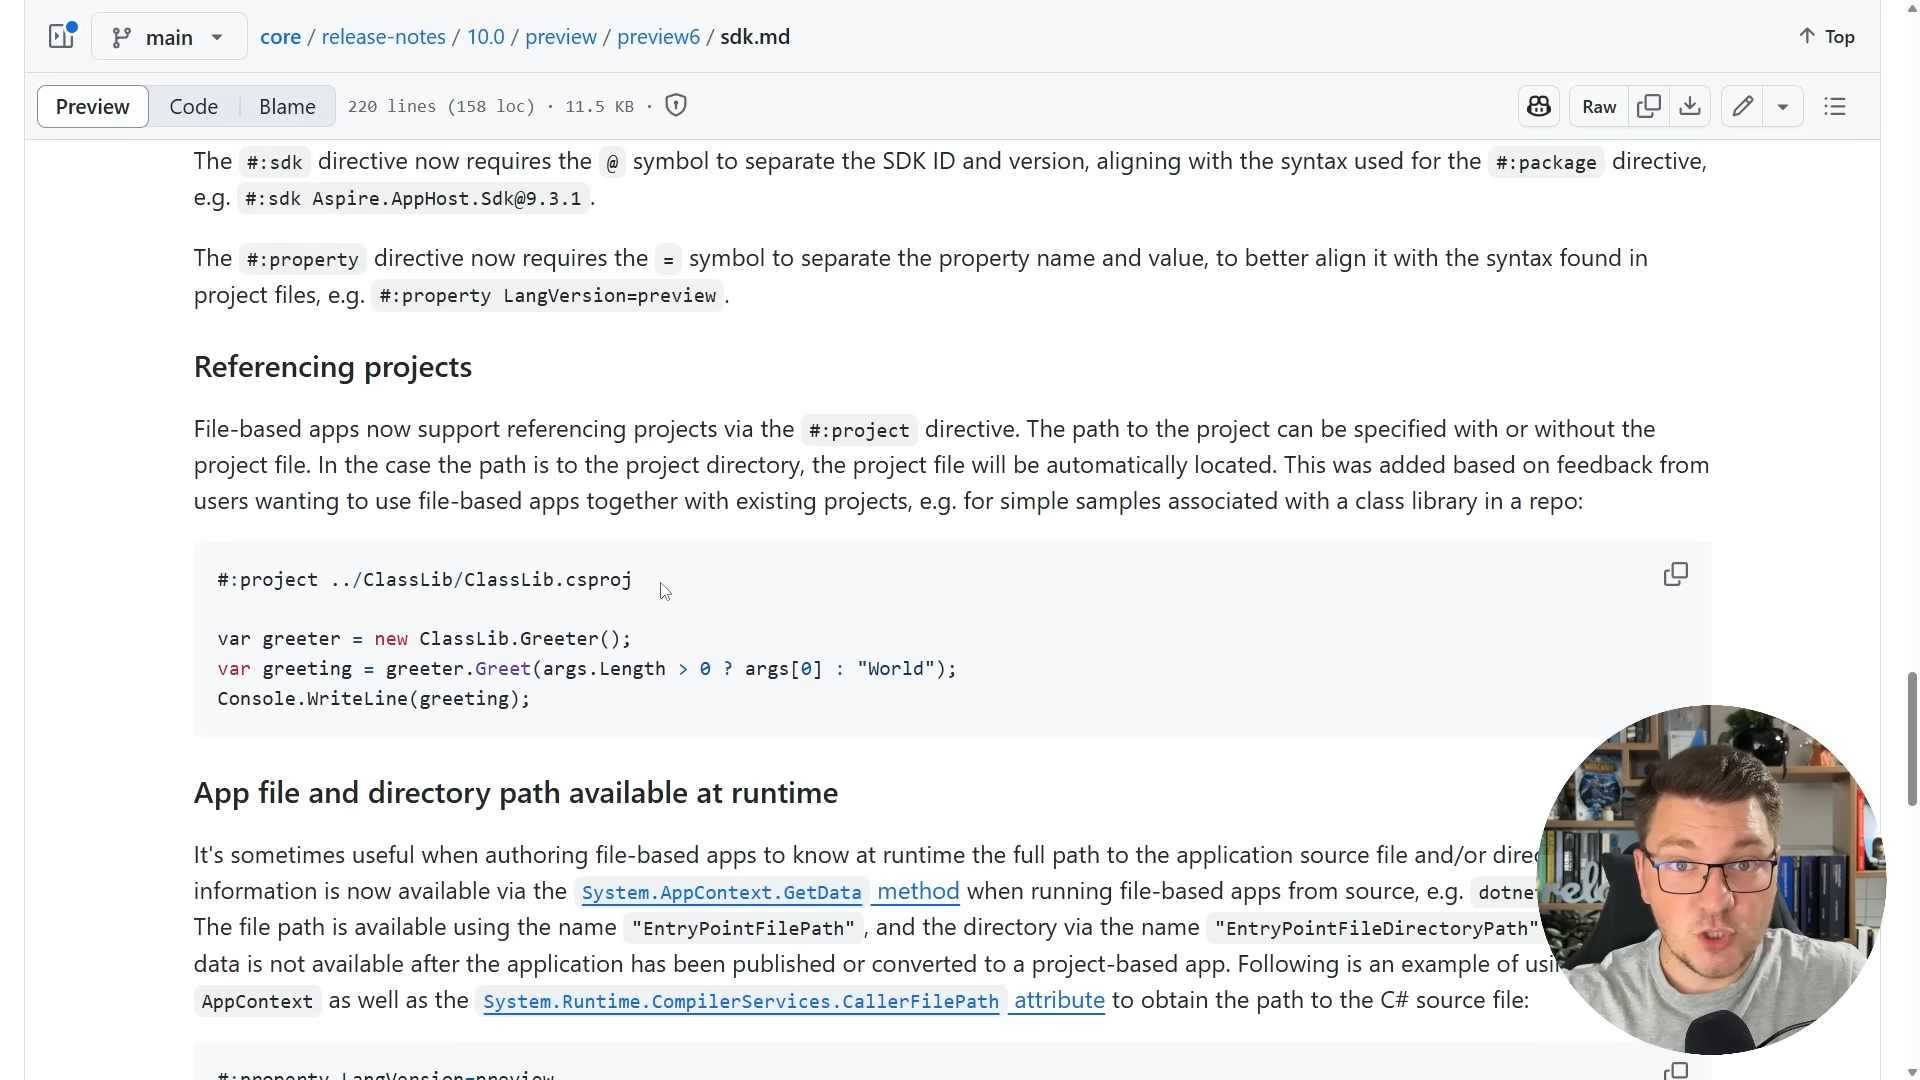 main
core / release-notes / 10.0 / preview / preview6 / sdk.md
Top
Preview Code Blame 220 lines (158 loc) · 11.5 KB · Raw
The #:sdk directive now requires the @ symbol to separate the SDK ID and version, aligning with the syntax used for the #:package directive,
e.g. #:sdk Aspire.AppHost.Sdk@9.3.1 .
The #:property directive now requires the = symbol to separate the property name and value, to better align it with the syntax found in
project files, e.g. #:property LangVersion=preview .
Referencing projects
File-based apps now support referencing projects via the #:project directive. The path to the project can be specified with or without the
project file. In the case the path is to the project directory, the project file will be automatically located. This was added based on feedback from
users wanting to use file-based apps together with existing projects, e.g. for simple samples associated with a class library in a repo:
#:project ../ClassLib/ClassLib.csproj
var greeter = new ClassLib.Greeter();
var greeting = greeter.Greet(args.Length > 0 ? args[0] : "World");
Console.WriteLine(greeting);
App file and directory path available at runtime
It's sometimes useful when authoring file-based apps to know at runtime the full path to the application source file and/or direc
information is now available via the System.AppContext.GetData method when running file-based apps from source, e.g. dotne
The file path is available using the name "EntryPointFilePath" , and the directory via the name "EntryPointFileDirectoryPath"
data is not available after the application has been published or converted to a project-based app. Following is an example of usi
AppContext as well as the System.Runtime.CompilerServices.CallerFilePath attribute to obtain the path to the C# source file:
#:property LangVersion=preview